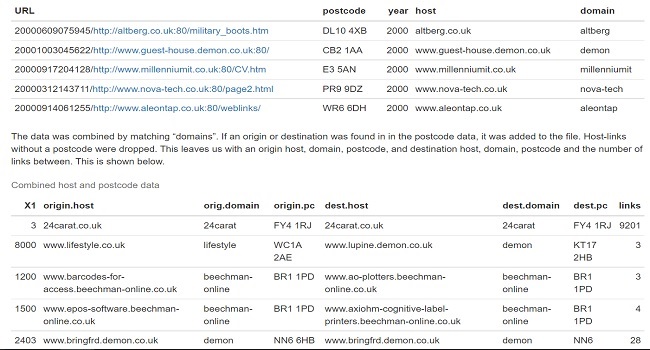 URL postcode year host domain
20000609075945/http://altberg.co.uk:80/military_boots.htm DL10 4XB 2000 altberg.co.uk altberg
20001003045622/http://www.guest-house.demon.co.uk:80/ CB2 1AA 2000 www.guest-house.demon.co.uk demon
20000917204128/http://www.millenniumit.co.uk:80/CV.htm E3 5AN 2000 www.millenniumit.co.uk millenniumit
20000312143711/http://www.nova-tech.co.uk:80/page2.html PR9 9DZ 2000 www.nova-tech.co.uk nova-tech
20000914061255/http://www.aleontap.co.uk:80/weblinks/ WR6 6DH 2000 www.aleontap.co.uk aleontap
The data was combined by matching “domains”. If an origin or destination was found in in the postcode data, it was added to the file. Host-links
without a postcode were dropped. This leaves us with an origin host, domain, postcode, and destination host, domain, postcode and the number of
links between. This is shown below.
Combined host and postcode data
X1 origin.host orig.domain origin.pc dest.host dest.domain dest.pc links
3 24carat.co.uk 24carat FY4 1RJ 24carat.co.uk 24carat FY4 1RJ 9201
8000 www.lifestyle.co.uk lifestyle WC1A www.lupine.demon.co.uk demon KT17 3
2AE 2HB
1200 www.barcodes-for- beechman- BR1 1PD www.ao-plotters.beechman- beechman- BR1 3
access.beechman-online.co.uk online online.co.uk online 1PD
1500 www.epos-software.beechman- beechman- BR1 1PD www.axiohm-cognitive-label- beechman- BR1 4
online.co.uk online printers.beechman-online.co.uk online 1PD
2403 www.bringfrd.demon.co.uk demon NN6 6HB www.bringfrd.demon.co.uk demon NN6 28